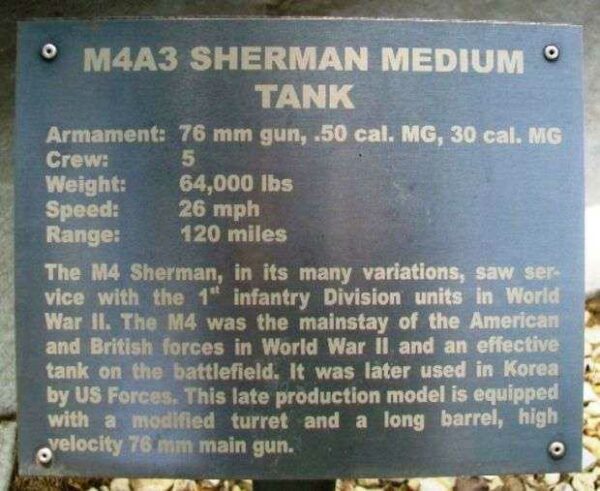 M4A3 SHERMAN MEDIUM
TANK
Armament: 76 mm gun, .50 cal. MG, 30 cal. MG
Crew: 5
Weight: 64,000 lbs
Speed: 26 mph
Range: 120 miles
The M4 Sherman, in its many variations, saw ser-
vice with the 1st infantry Division units in World
War II. The M4 was the mainstay of the American
and British forces in World War II and an effective
tank on the battlefield. It was later used in Korea
by US Forces. This late production model is equipped
with a modified turret and a long barrel, high
velocity 76 mm main gun.